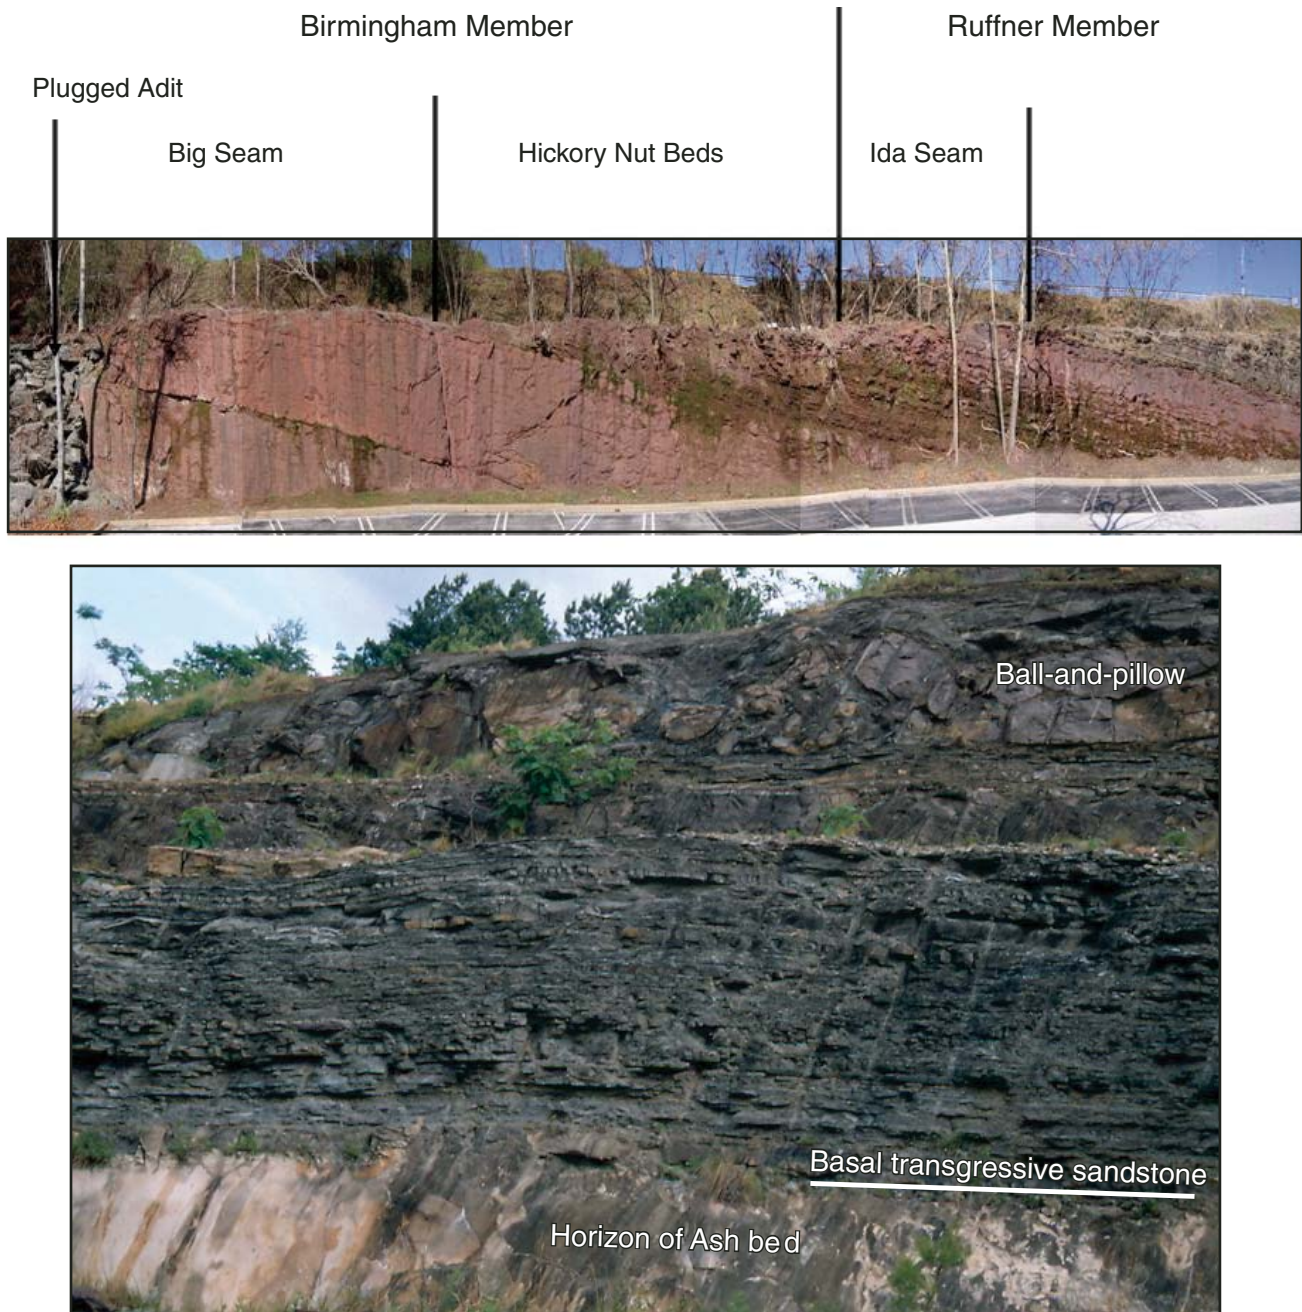 Birmingham Member
Ruffner Member
Plugged Adit
Big Seam
Hickory Nut Beds
Ida Seam
Ball-and-pillow
Basal transgressive sandstone
Horizon of Ash bed